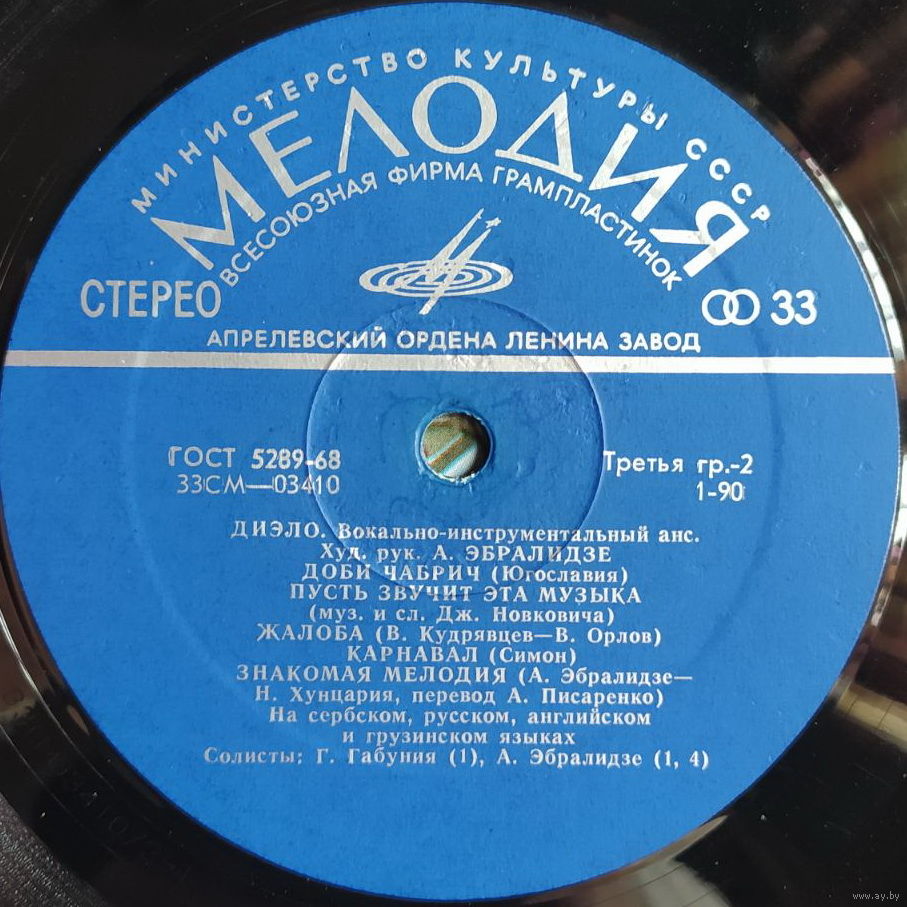 МИНИСТЕРСТВО КУЛЬТУРЫ СССР
МЕЛОДИЯ
ВСЕСОЮЗНАЯ ФИРМА ГРАМПЛАСТИНОК
СТЕРЕО
33
АПРЕЛЕВСКИЙ ОРДЕНА ЛЕНИНА ЗАВОД
ГОСТ 5289-68
33СМ—03410
Третья гр.-2
1-90
ДИЭЛО. Вокально-инструментальный анс.
Худ. рук. А. ЭБРАЛИДЗЕ
ДОБИ ЧАБРИЧ (Югославия)
ПУСТЬ ЗВУЧИТ ЭТА МУЗЫКА
(муз. и сл. Дж. Новковича)
ЖАЛОБА (В. Кудрявцев—В. Орлов)
КАРНАВАЛ (Симон)
ЗНАКОМАЯ МЕЛОДИЯ (А. Эбралидзе—
Н. Хунцария, перевод А. Писаренко)
На сербском, русском, английском
и грузинском языках
Солисты: Г. Габуния (1), А. Эбралидзе (1, 4)
www.ay.by